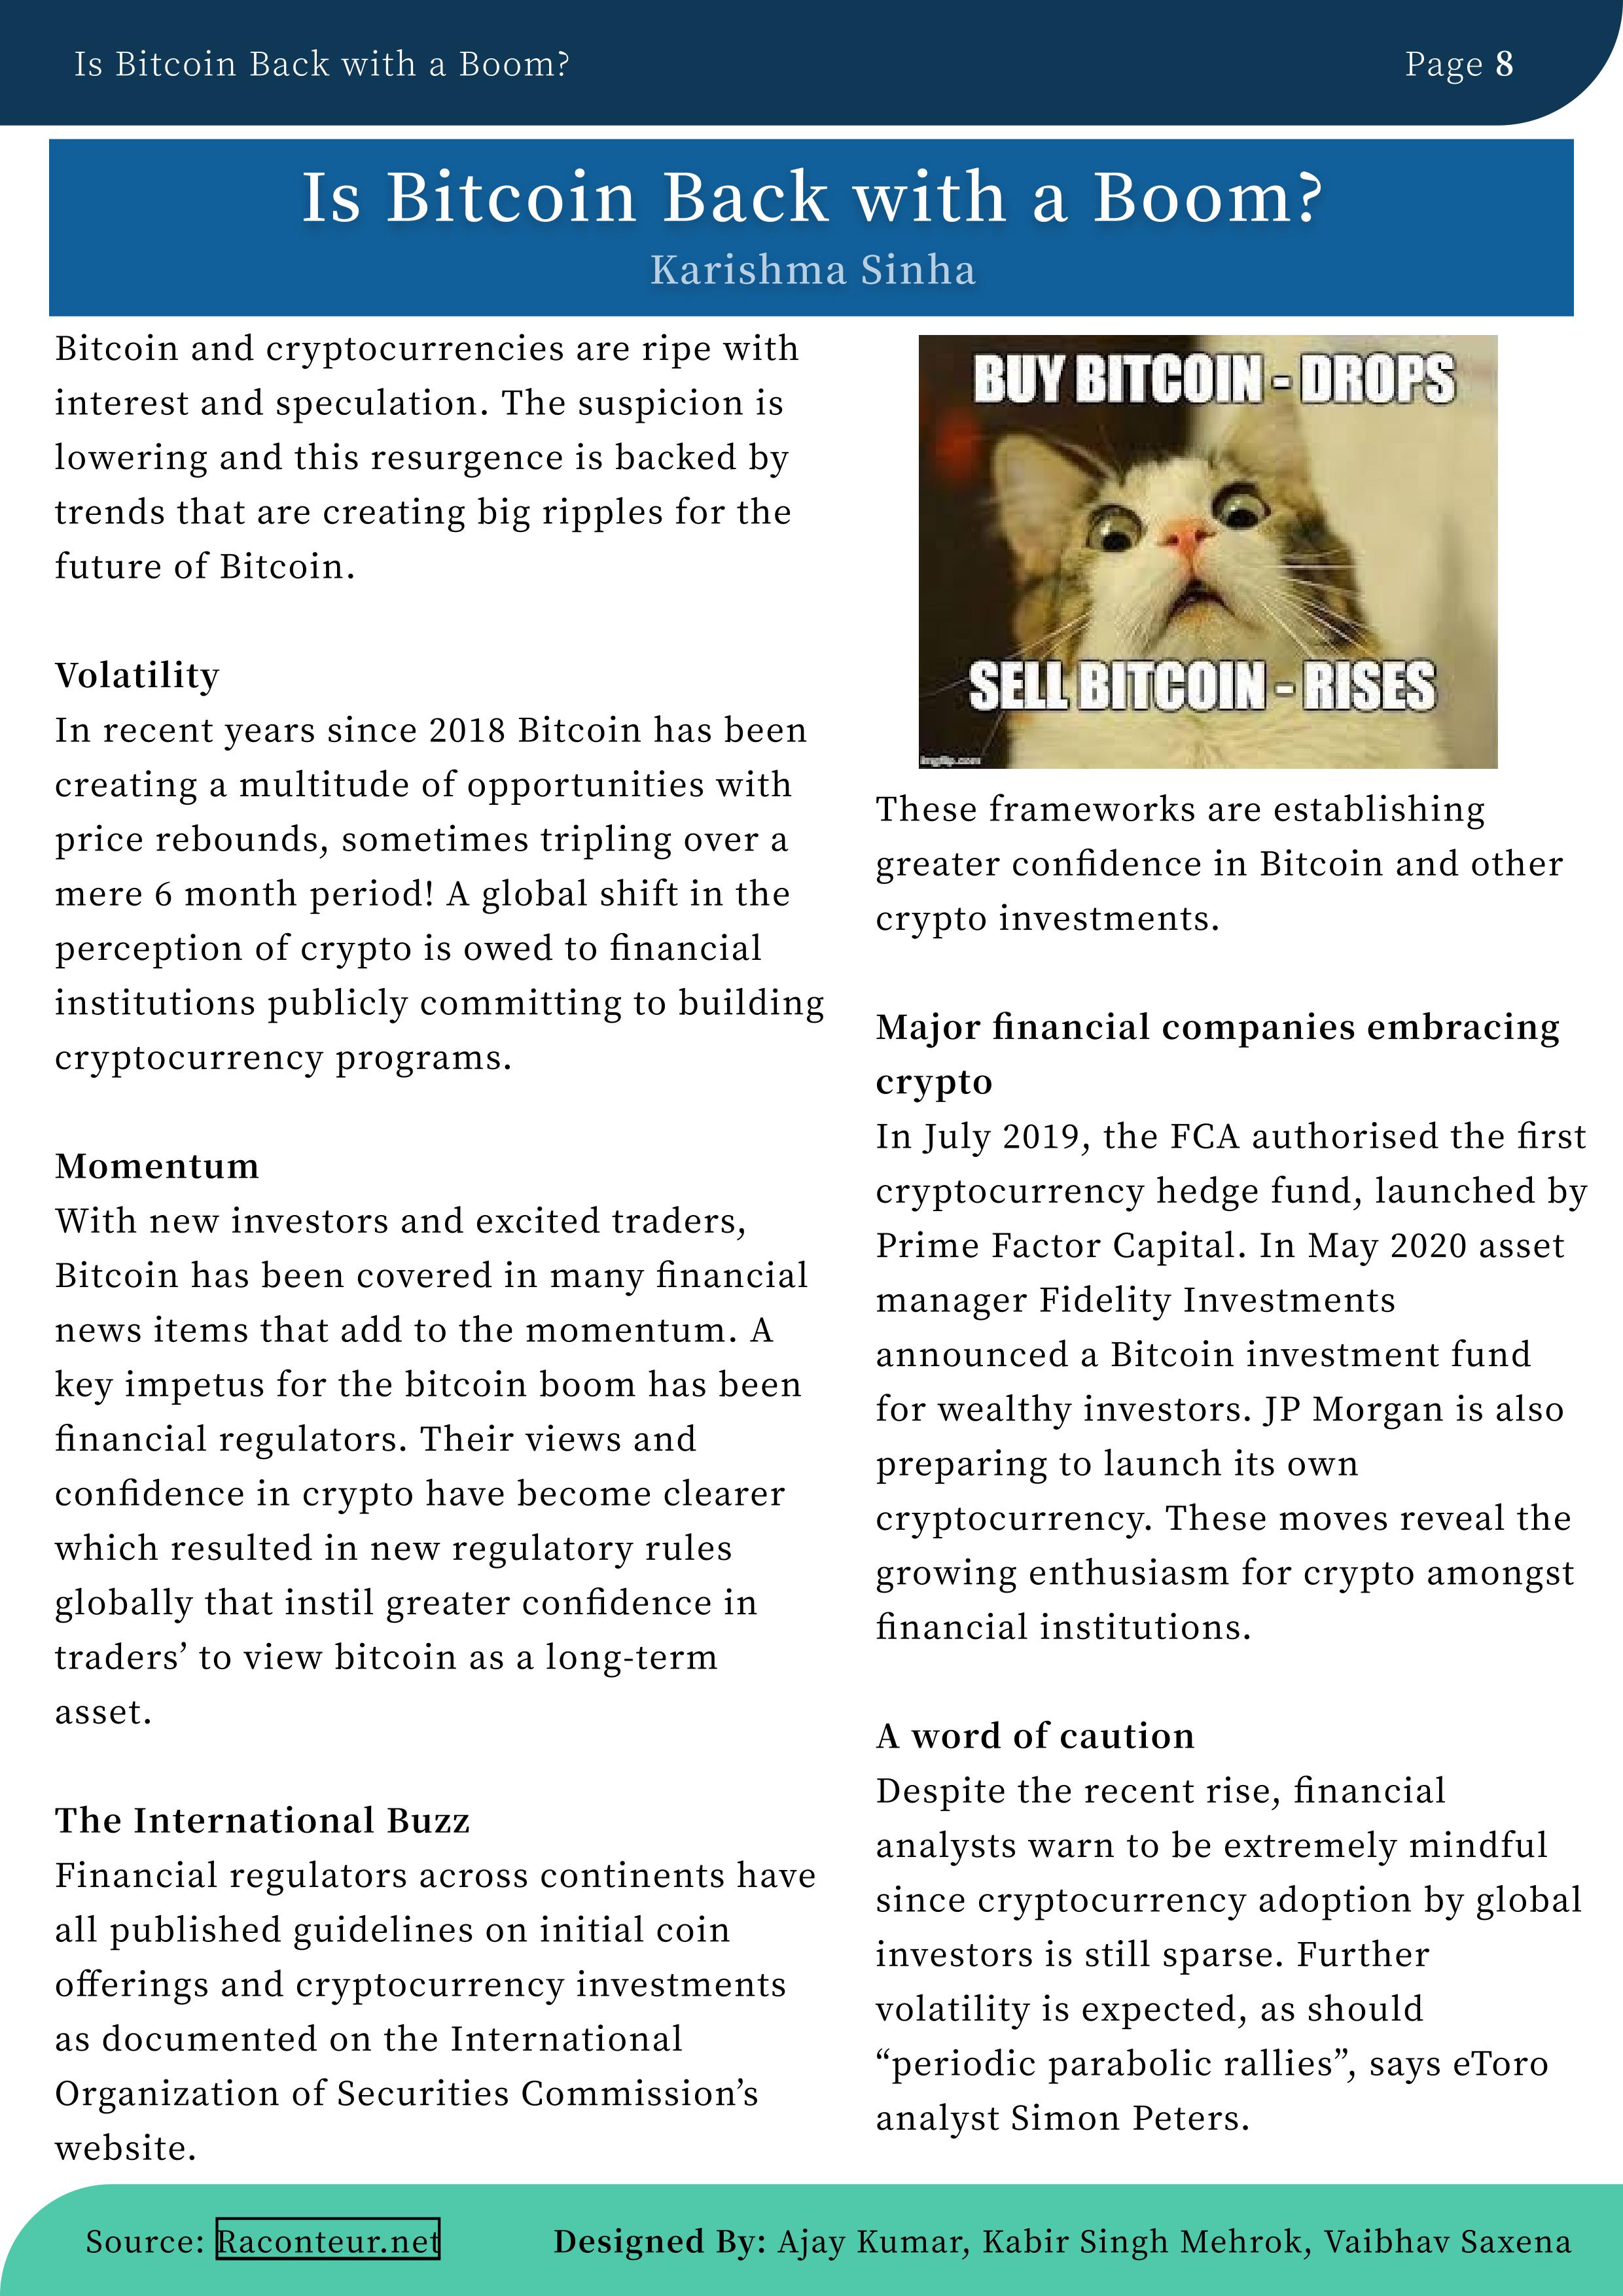 Is Bitcoin Back with a Boom?
Page 8
Is Bitcoin Back with a Boom?
Karishma Sinha
Bitcoin and cryptocurrencies are ripe with
interest and speculation. The suspicion is
lowering and this resurgence is backed by
trends that are creating big ripples for the
future of Bitcoin.
Volatility
In recent years since 2018 Bitcoin has been
creating a multitude of opportunities with
price rebounds, sometimes tripling over a
mere 6 month period! A global shift in the
perception of crypto is owed to financial
institutions publicly committing to building
cryptocurrency programs.
Momentum
With new investors and excited traders,
Bitcoin has been covered in many financial
news items that add to the momentum. A
key impetus for the bitcoin boom has been
financial regulators. Their views and
confidence in crypto have become clearer
which resulted in new regulatory rules
globally that instil greater confidence in
traders’ to view bitcoin as a long-term
asset.
The International Buzz
Financial regulators across continents have
all published guidelines on initial coin
offerings and cryptocurrency investments
as documented on the International
Organization of Securities Commission’s
website.
BUY BITCOIN - DROPS
SELL BITCOIN - RISES
imgflip.com
These frameworks are establishing
greater confidence in Bitcoin and other
crypto investments.
Major financial companies embracing
crypto
In July 2019, the FCA authorised the first
cryptocurrency hedge fund, launched by
Prime Factor Capital. In May 2020 asset
manager Fidelity Investments
announced a Bitcoin investment fund
for wealthy investors. JP Morgan is also
preparing to launch its own
cryptocurrency. These moves reveal the
growing enthusiasm for crypto amongst
financial institutions.
A word of caution
Despite the recent rise, financial
analysts warn to be extremely mindful
since cryptocurrency adoption by global
investors is still sparse. Further
volatility is expected, as should
“periodic parabolic rallies”, says eToro
analyst Simon Peters.
Source: Raconteur.net
Designed By: Ajay Kumar, Kabir Singh Mehrok, Vaibhav Saxena